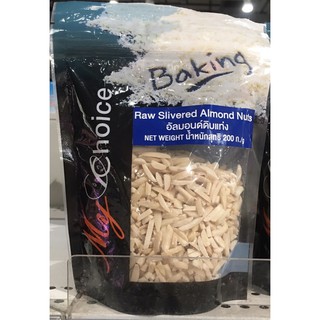 My Choice
Baking
Raw Slivered Almond Nuts
อัลมอนด์ดิบแท่ง
NET WEIGHT น้ำหนักสุทธิ 200 ก./g